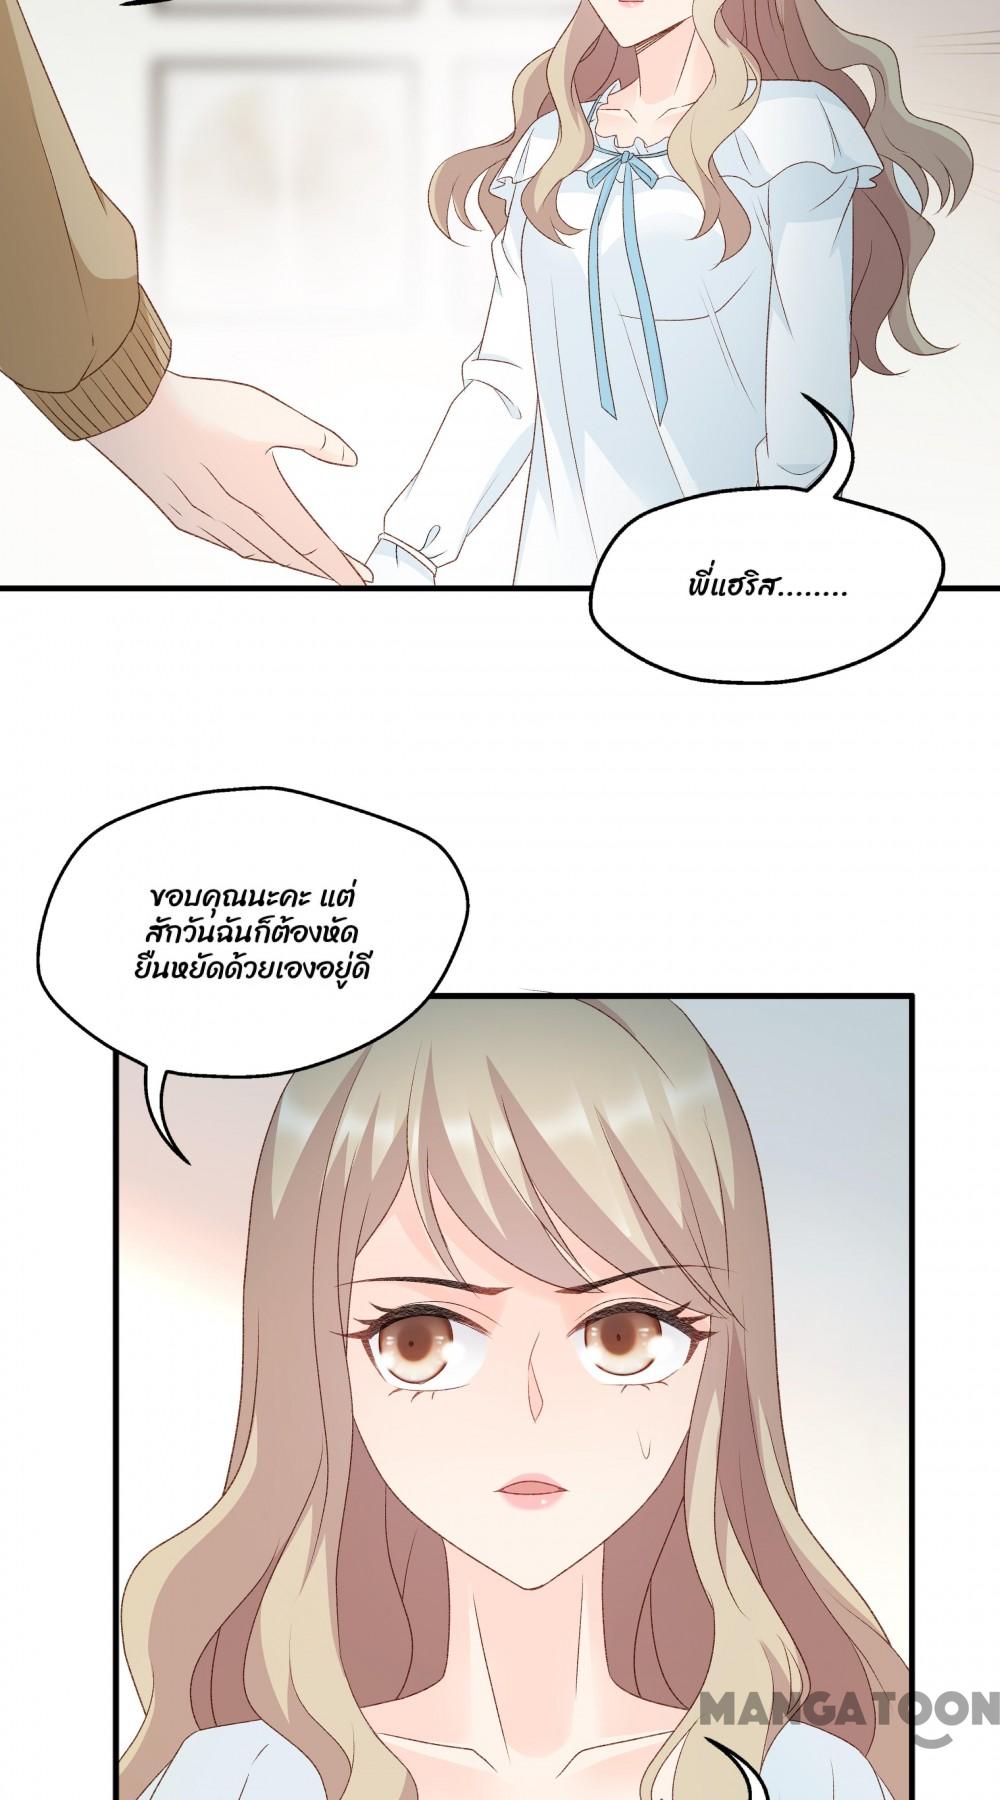 พี่แฮริส........
ขอบคุณนะคะ แต่
สักวันฉันก็ต้องหัด
ยืนหยัดด้วยเองอยู่ดี
MANGATOON